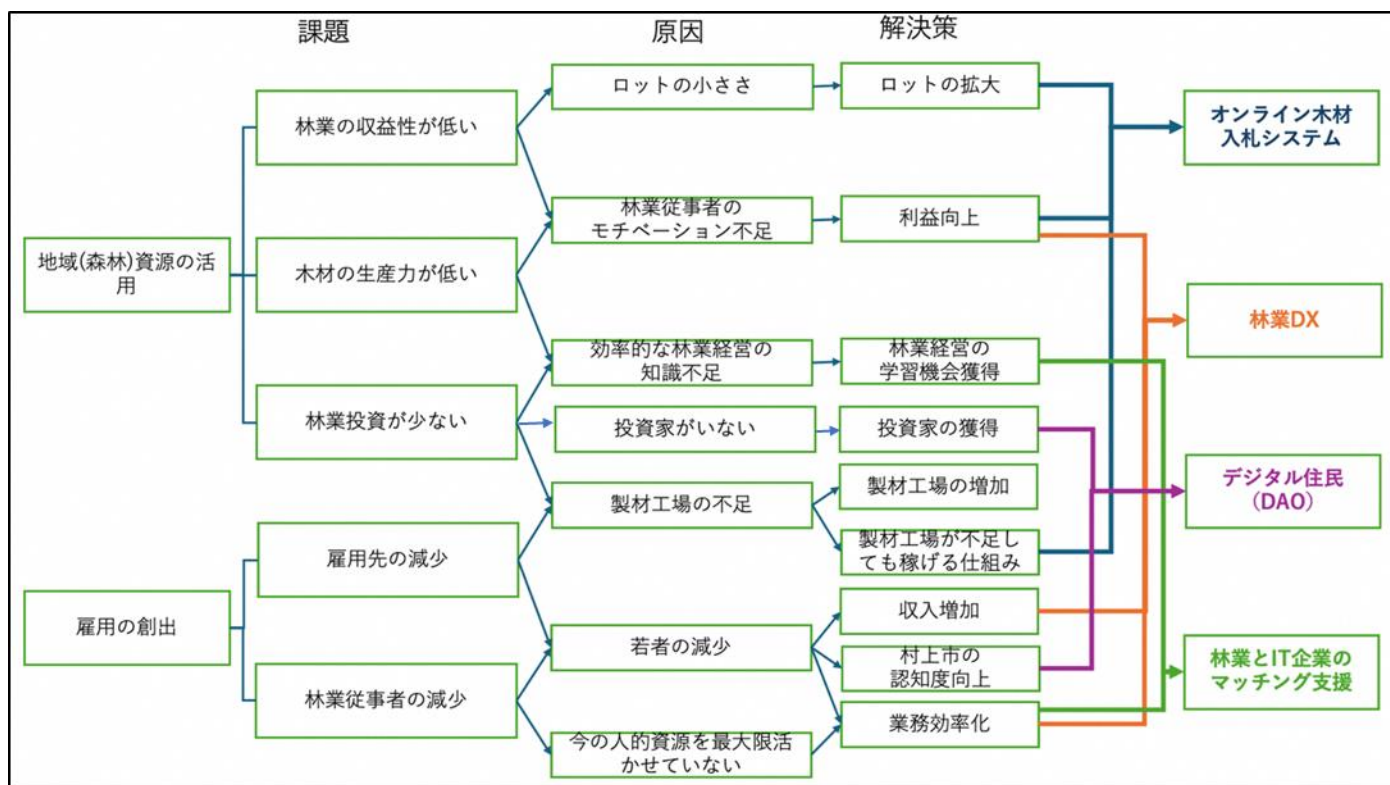 課題
原因
解決策
地域(森林)資源の活
用
雇用の創出
林業の収益性が低い
木材の生産力が低い
林業投資が少ない
雇用先の減少
林業従事者の減少
ロットの小ささ
林業従事者の
モチベーション不足
効率的な林業経営の
知識不足
投資家がいない
製材工場の不足
若者の減少
今の人的資源を最大限活
かせていない
ロットの拡大
利益向上
林業経営の
学習機会獲得
投資家の獲得
製材工場の増加
製材工場が不足し
ても稼げる仕組み
収入増加
村上市の
認知度向上
業務効率化
オンライン木材
入札システム
林業DX
デジタル住民
（DAO）
林業とIT企業の
マッチング支援